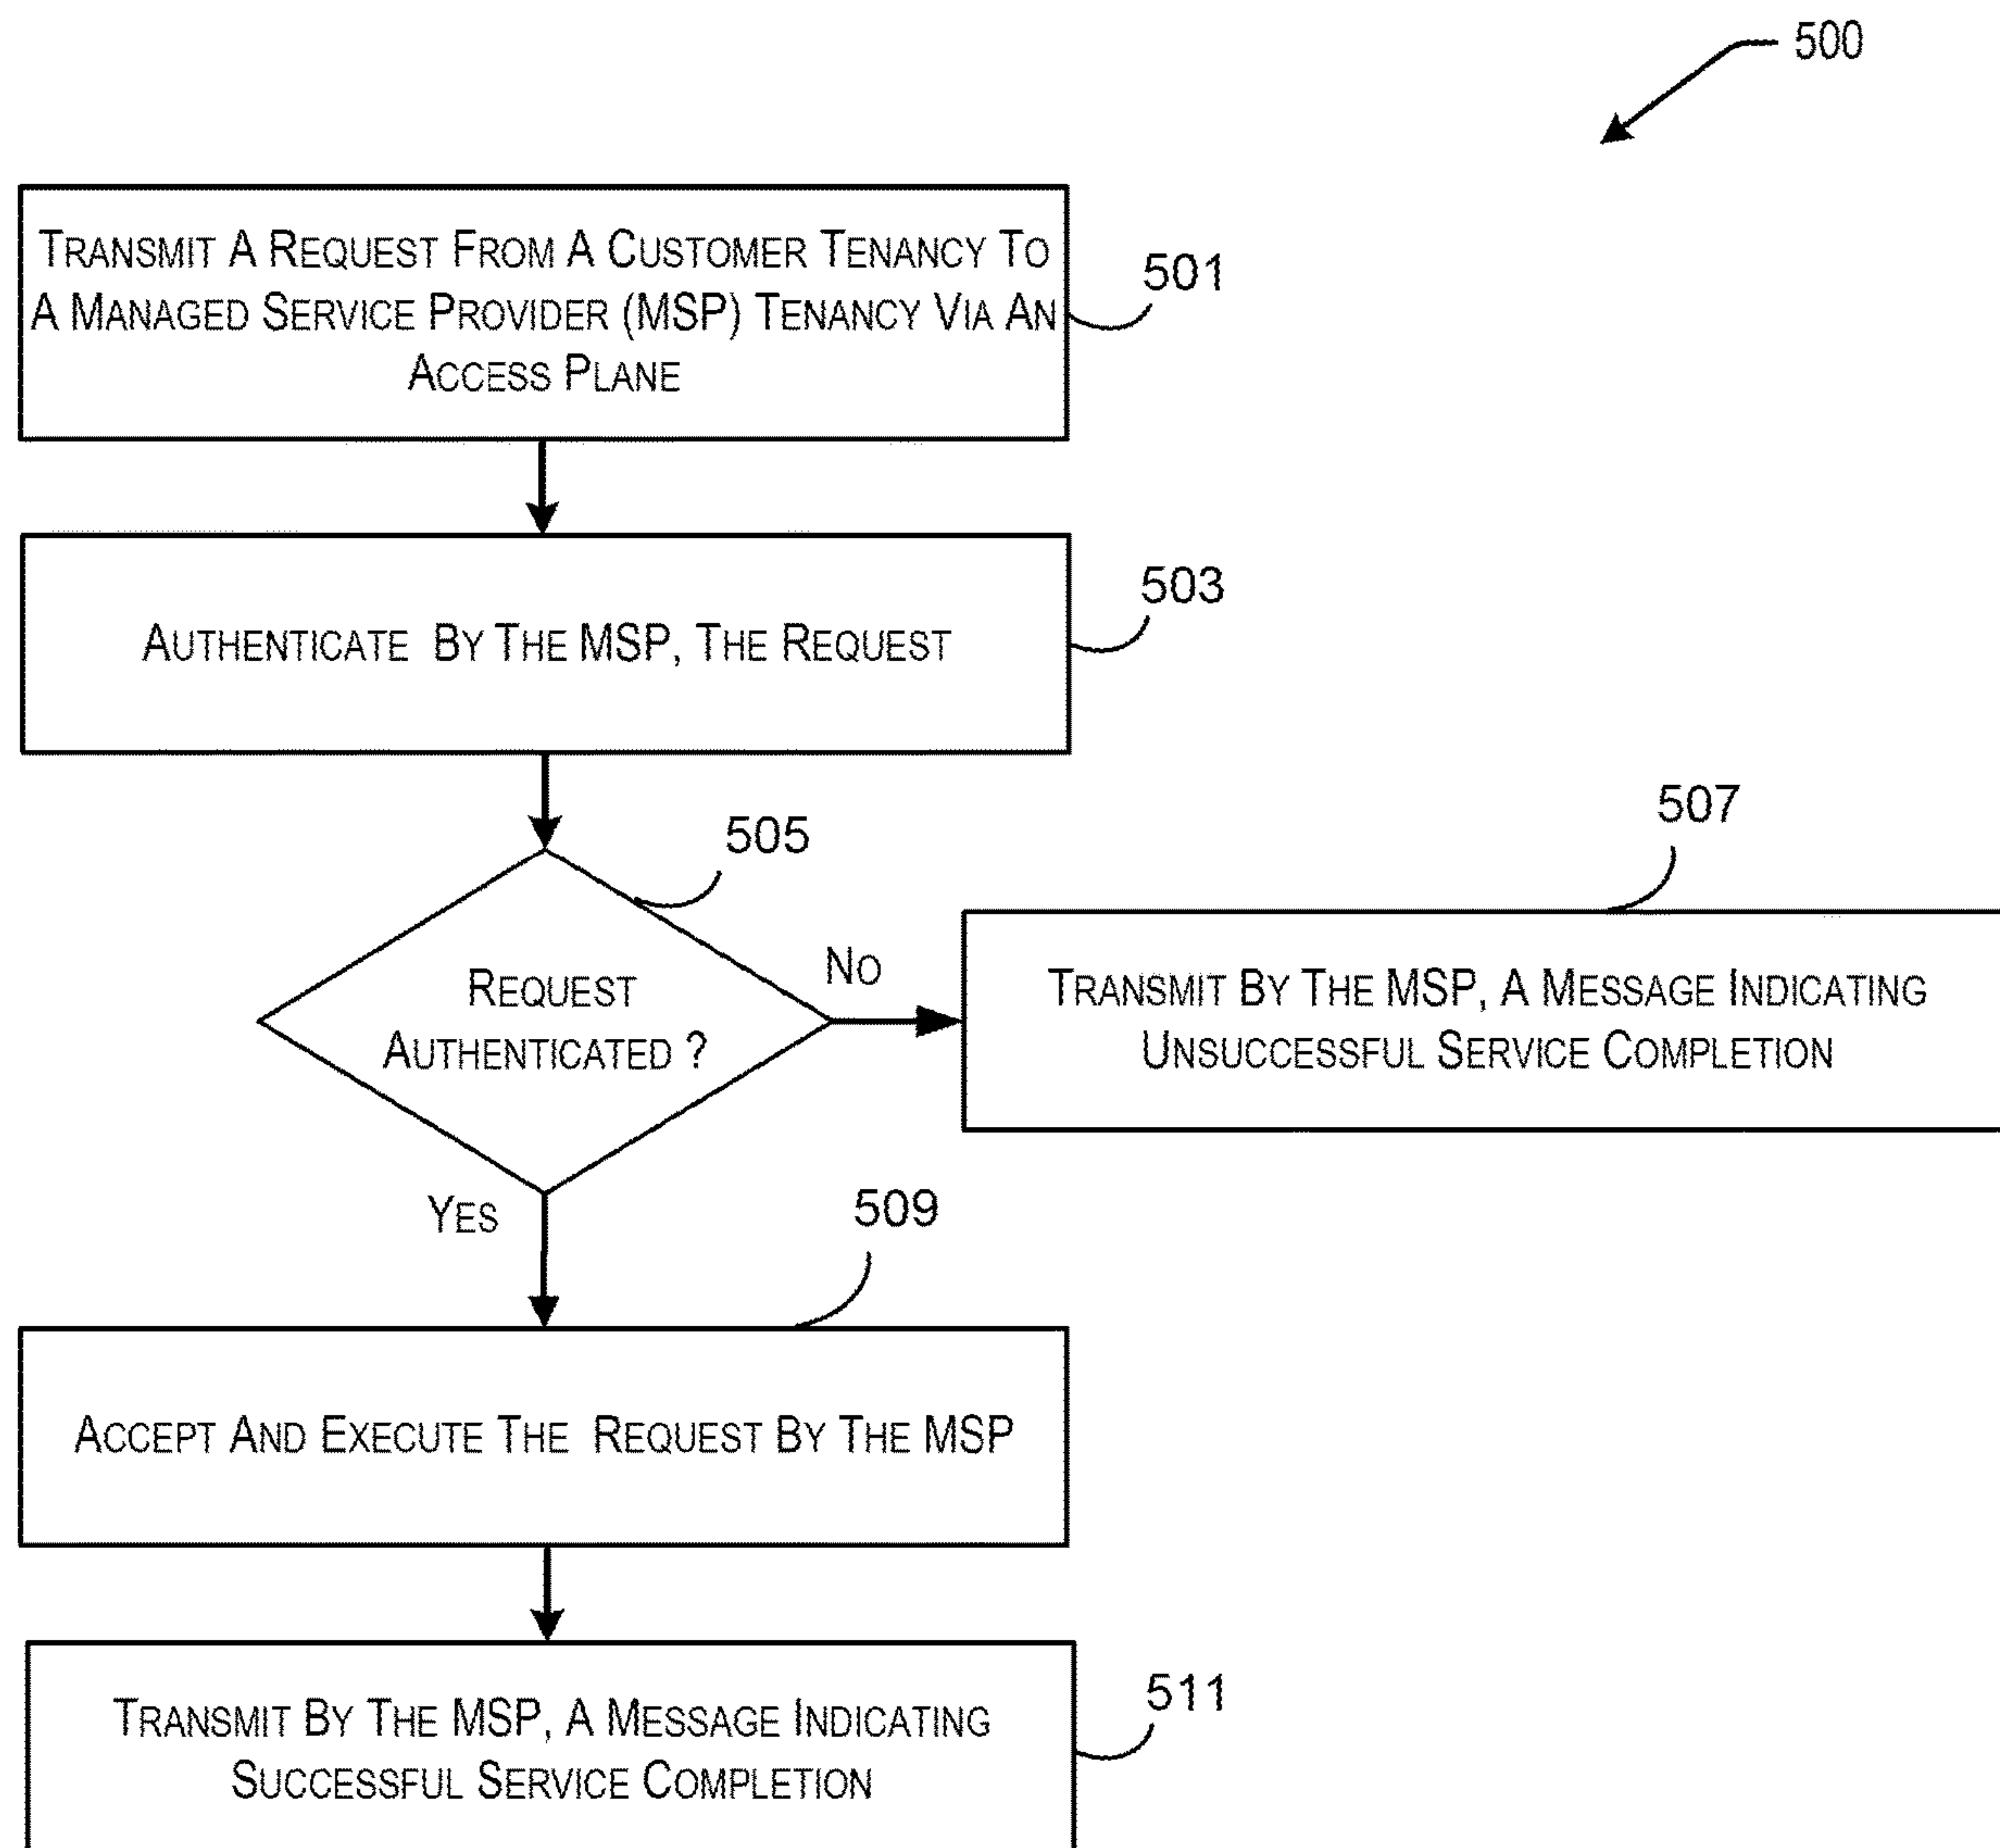 500
TRANSMIT A REQUEST FROM A CUSTOMER TENANCY TO
A MANAGED SERVICE PROVIDER (MSP) TENANCY VIA AN
ACCESS PLANE
501
AUTHENTICATE BY THE MSP, THE REQUEST
503
505
REQUEST
AUTHENTICATED ?
NO
507
TRANSMIT BY THE MSP, A MESSAGE INDICATING
UNSUCCESSFUL SERVICE COMPLETION
YES
509
ACCEPT AND EXECUTE THE REQUEST BY THE MSP
TRANSMIT BY THE MSP, A MESSAGE INDICATING
SUCCESSFUL SERVICE COMPLETION
511